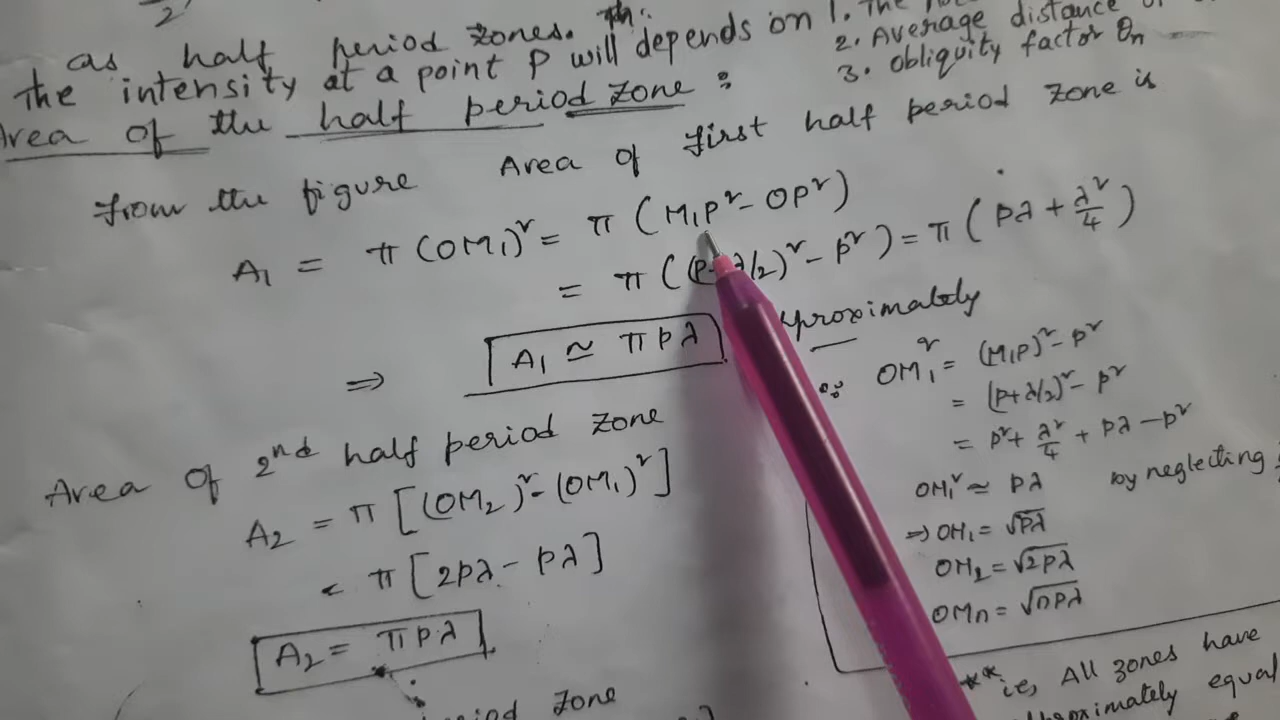 2
as half period zones. Th:
The intensity at a point P will depends on 1. The
2. Average distance
3. Obliquity factor θn
Area of the half period zone :
from the figure Area of first half period zone is
A₁ = π (OM₁)² = π (M₁P² - OP²)
= π ((p+λ/2)² - p²) = π (pλ + λ²/4)
⇒ A₁ ≃ πpλ approximately
∵ OM₁² = (M₁P)² - p²
= (p+λ/2)² - p²
= p² + λ²/4 + pλ - p²
OM₁² ≃ pλ by neglecting
⇒ OM₁ = √pλ
OM₂ = √2pλ
OMn = √npλ
Area of 2nd half period zone
A₂ = π [(OM₂)² - (OM₁)²]
= π [2pλ - pλ]
A₂ = πpλ
** ie, All zones have
approximately equal
period zone